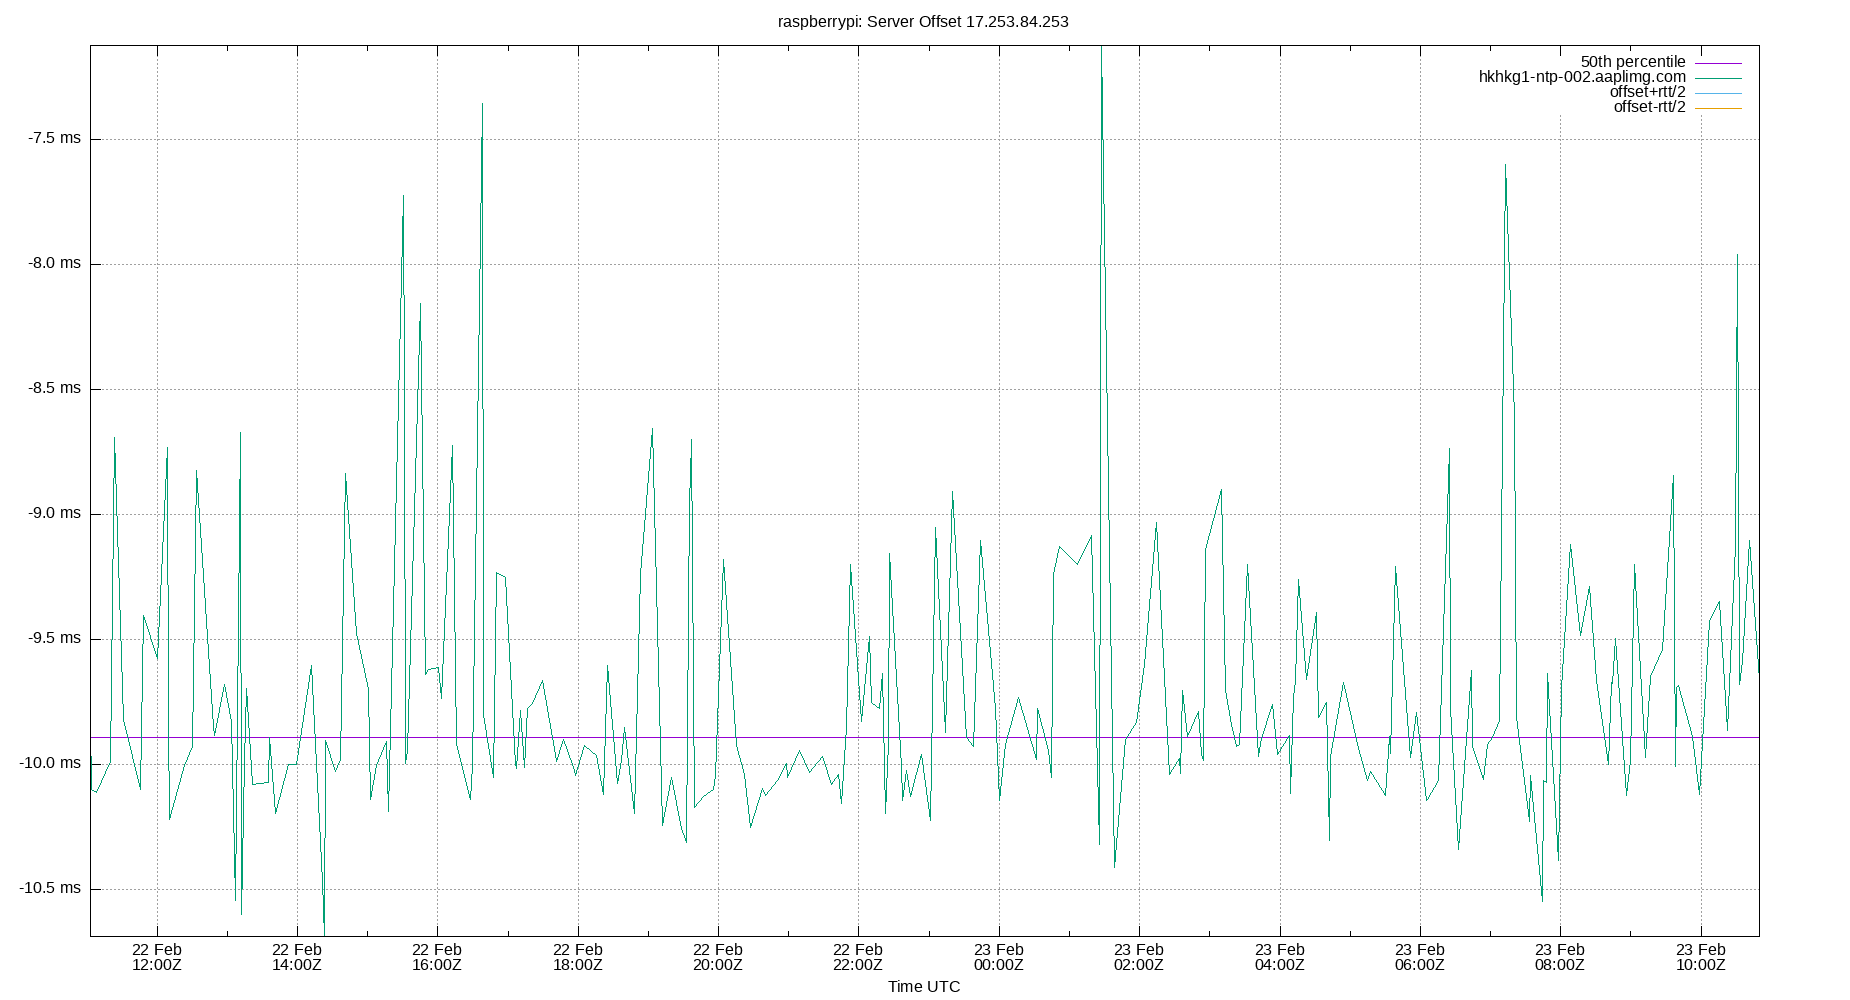 raspberrypi: Server Offset 17.253.84.253
50th percentile
hkhkg1-ntp-002.aaplimg.com
offset+rtt/2
offset-rtt/2
-7.5 ms
-8.0 ms
-8.5 ms
-9.0 ms
-9.5 ms
-10.0 ms
-10.5 ms
22 Feb 22 Feb 22 Feb 22 Feb 22 Feb 22 Feb 23 Feb 23 Feb 23 Feb 23 Feb 23 Feb 23 Feb
12:00Z 14:00Z 16:00Z 18:00Z 20:00Z 22:00Z 00:00Z 02:00Z 04:00Z 06:00Z 08:00Z 10:00Z
Time UTC